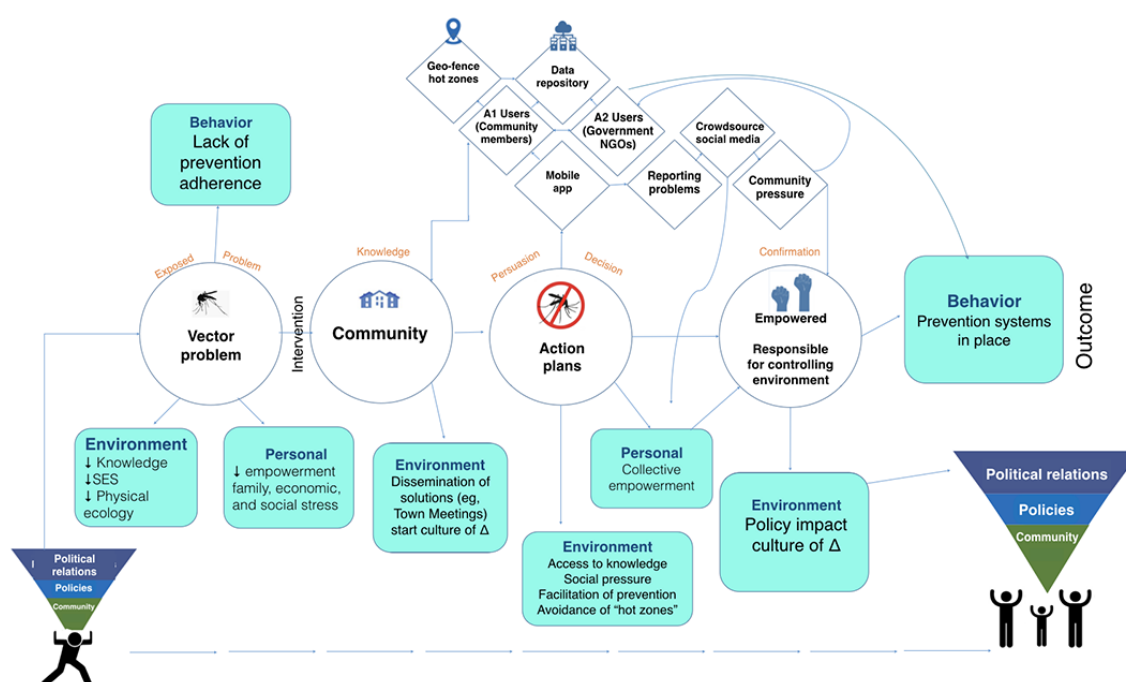 Geo-fence
hot zones
Data
repository
A1 Users
(Community
members)
A2 Users
(Government
NGOs)
Crowdsource
social media
Mobile
app
Reporting
problems
Community
pressure
Behavior
Lack of
prevention
adherence
Exposed
Problem
Knowledge
Persuasion
Decision
Confirmation
Vector
problem
Intervention
Community
Action
plans
Empowered
Responsible
for controlling
environment
Behavior
Prevention systems
in place
Outcome
Environment
↓ Knowledge
↓SES
↓ Physical
ecology
Personal
↓ empowerment
family, economic,
and social stress
Environment
Dissemination of
solutions (eg,
Town Meetings)
start culture of Δ
Personal
Collective
empowerment
Environment
Access to knowledge
Social pressure
Facilitation of prevention
Avoidance of “hot zones”
Environment
Policy impact
culture of Δ
Political relations
Policies
Community
Political
relations
Policies
Community